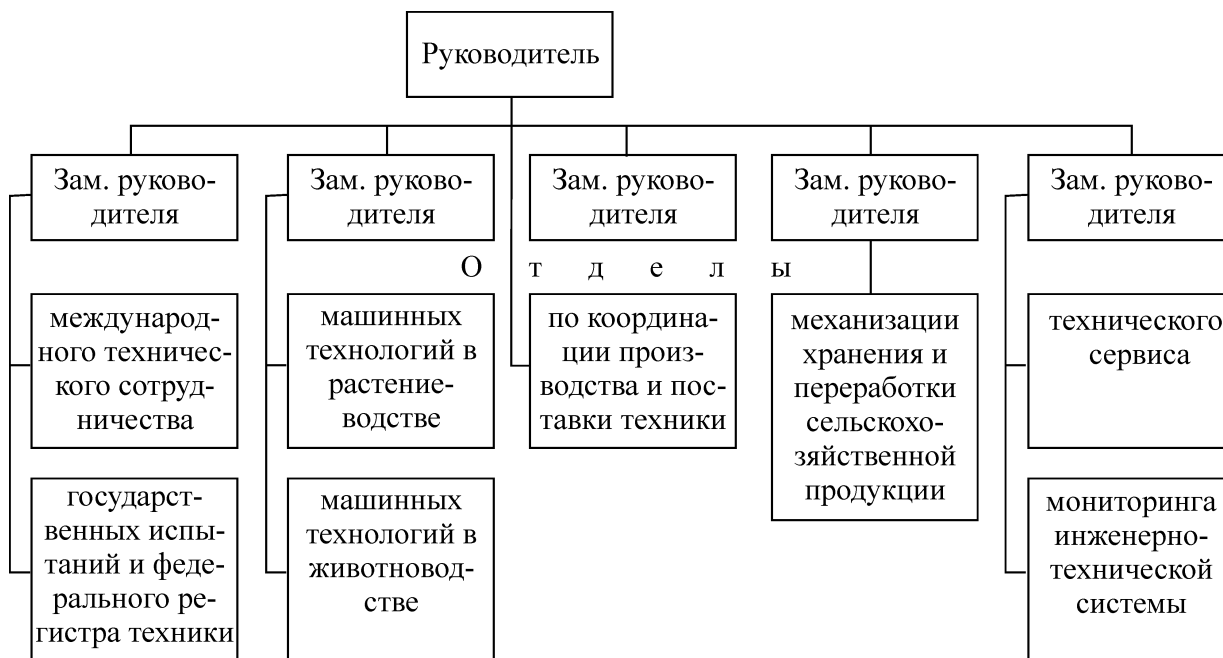 Руководитель
Зам. руково-
дителя
Зам. руково-
дителя
Зам. руково-
дителя
Зам. руково-
дителя
Зам. руково-
дителя
О т д е л ы
международ-
ного техничес-
кого сотруд-
ничества
машинных
технологий в
растение-
водстве
по координа-
ции произ-
водства и пос-
тавки техники
механизации
хранения и
переработки
сельскохо-
зяйственной
продукции
технического
сервиса
государст-
венных испы-
таний и феде-
рального ре-
гистра техники
машинных
технологий в
животновод-
стве
мониторинга
инженерно-
технической
системы